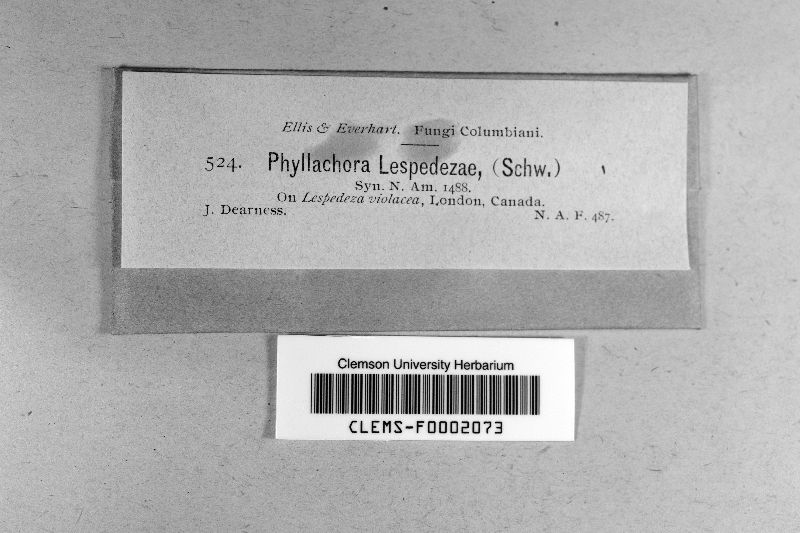 Ellis & Everhart. Fungi Columbiani.
524. Phyllachora Lespedezae, (Schw.)
Syn. N. Am. 1488.
On Lespedeza violacea, London, Canada.
J. Dearness. N. A. F. 487.
Clemson University Herbarium
CLEMS-F0002073